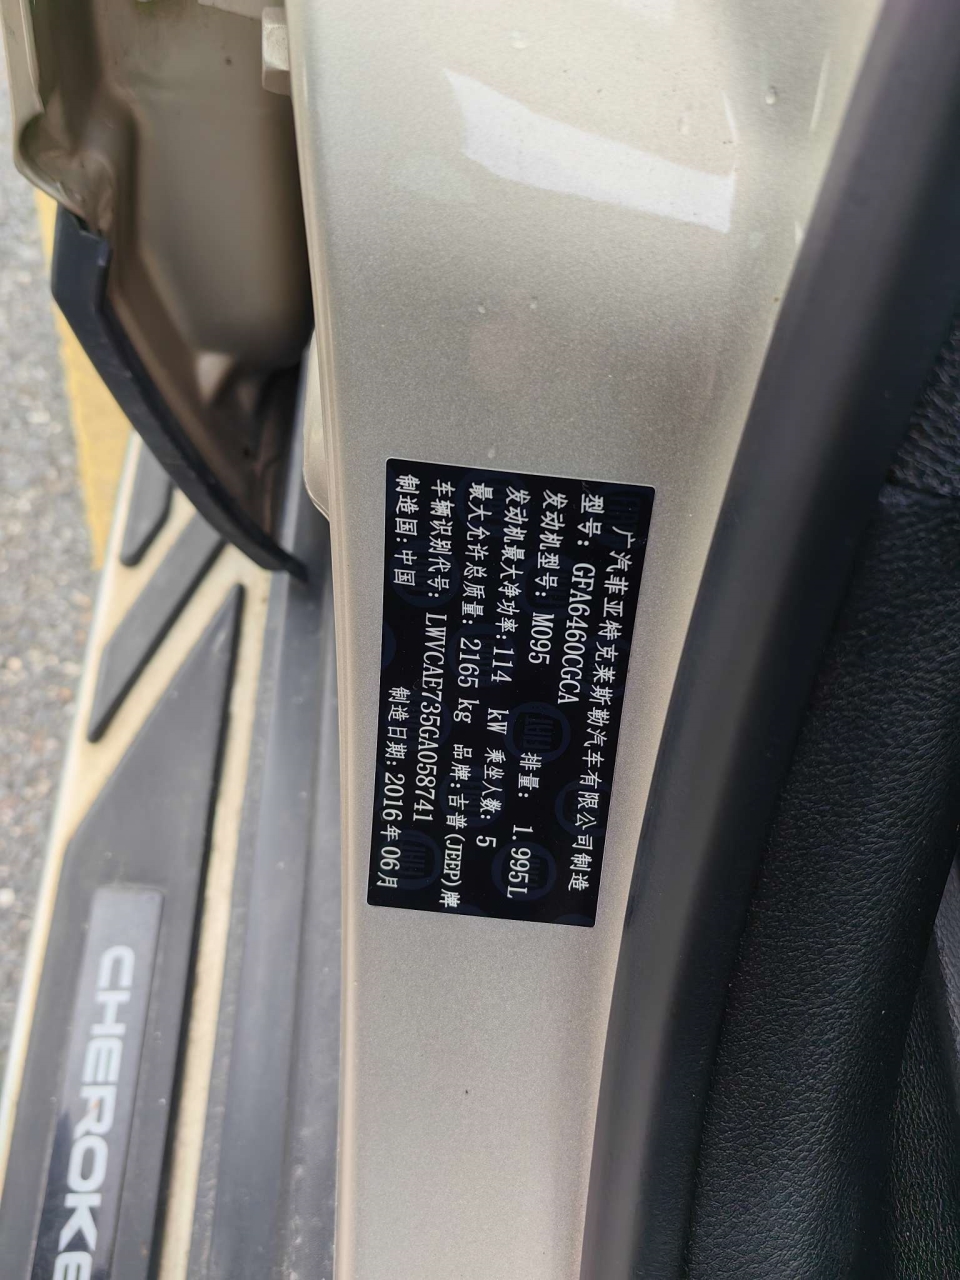 广汽菲亚特克莱斯勒汽车有限公司制造
型号: GFA6460CGCA
发动机型号: M095 排量: 1.995L
发动机最大净功率:114 kW 乘坐人数: 5
最大允许总质量: 2165 kg 品牌:吉普(JEEP)牌
车辆识别代号: LWVCAE735GA058741
制造国:中国 制造日期:2016年06月
CHEROKE